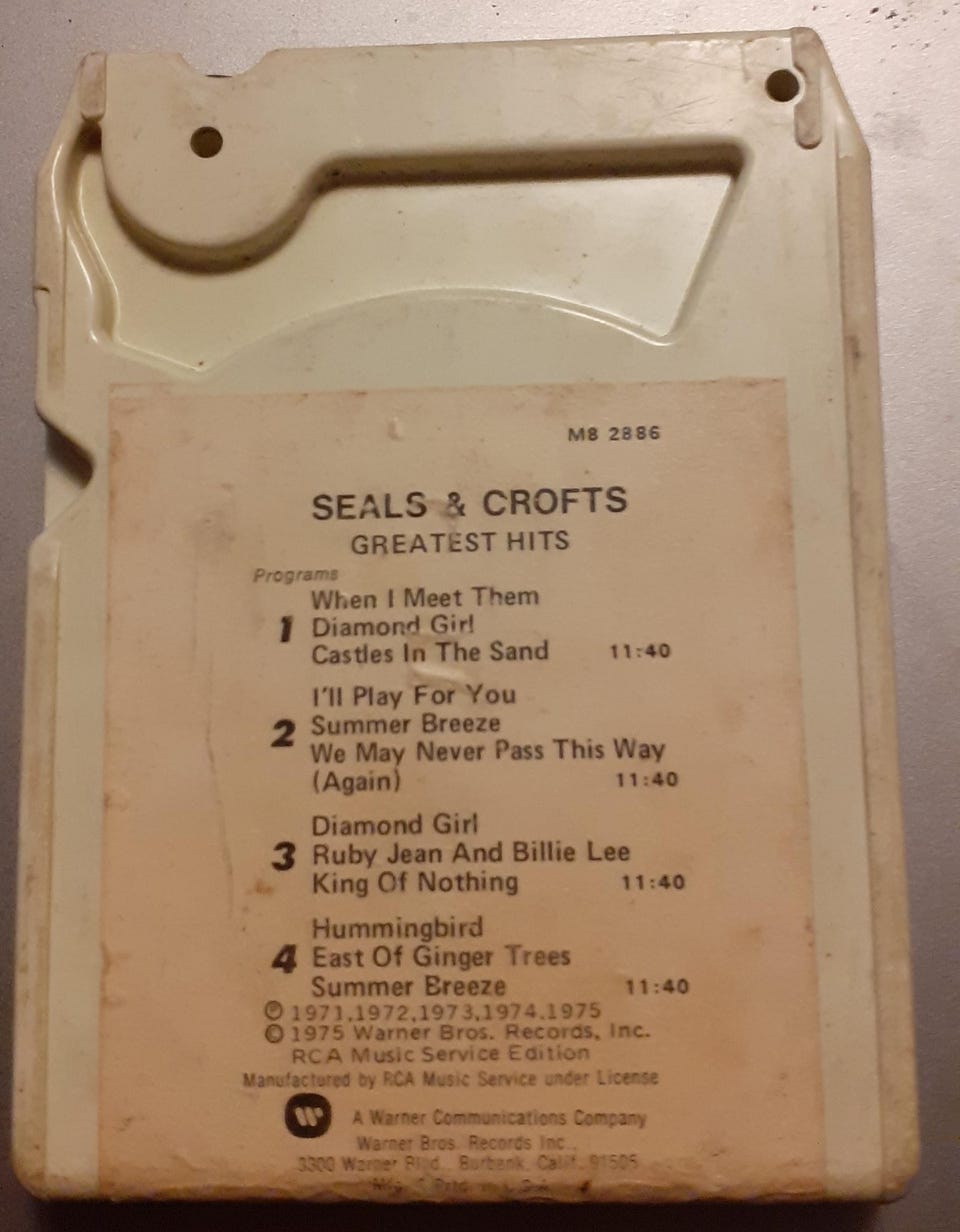 M8 2886
SEALS & CROFTS
GREATEST HITS
Programs
When I Meet Them
1 Diamond Girl
Castles In The Sand 11:40
I'll Play For You
2 Summer Breeze
We May Never Pass This Way
(Again) 11:40
Diamond Girl
3 Ruby Jean And Billie Lee
King Of Nothing 11:40
Hummingbird
4 East Of Ginger Trees
Summer Breeze 11:40
℗ 1971,1972,1973,1974,1975
© 1975 Warner Bros. Records, Inc.
RCA Music Service Edition
Manufactured by RCA Music Service under License
W A Warner Communications Company
Warner Bros. Records Inc.,
3300 Warner Blvd., Burbank, Calif. 91505